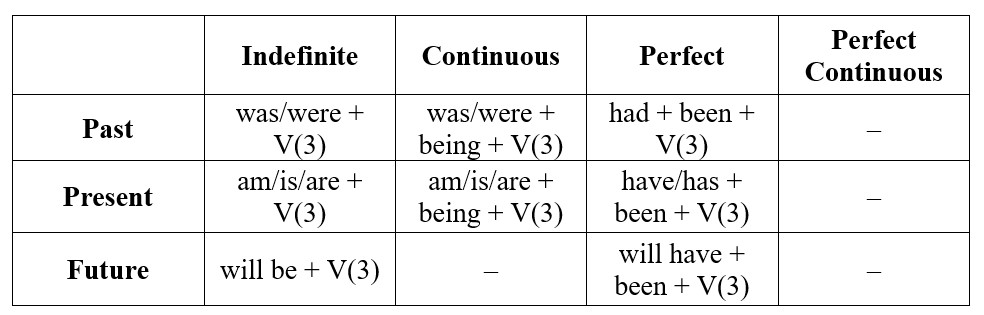 Indefinite
Continuous
Perfect
Perfect
Continuous
Past
was/were +
V(3)
was/were +
being + V(3)
had + been +
V(3)
–
Present
am/is/are +
V(3)
am/is/are +
being + V(3)
have/has +
been + V(3)
–
Future
will be + V(3)
–
will have +
been + V(3)
–